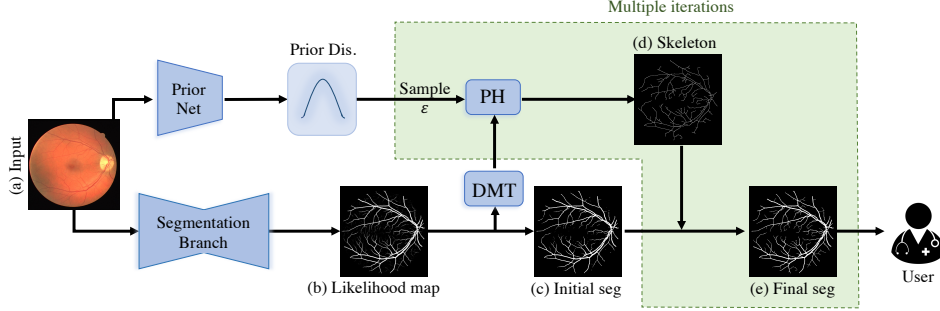 Multiple iterations
(d) Skeleton
Prior Dis.
Prior
Net
Sample
ε
PH
(a) Input
DMT
Segmentation
Branch
(b) Likelihood map
(c) Initial seg
(e) Final seg
User